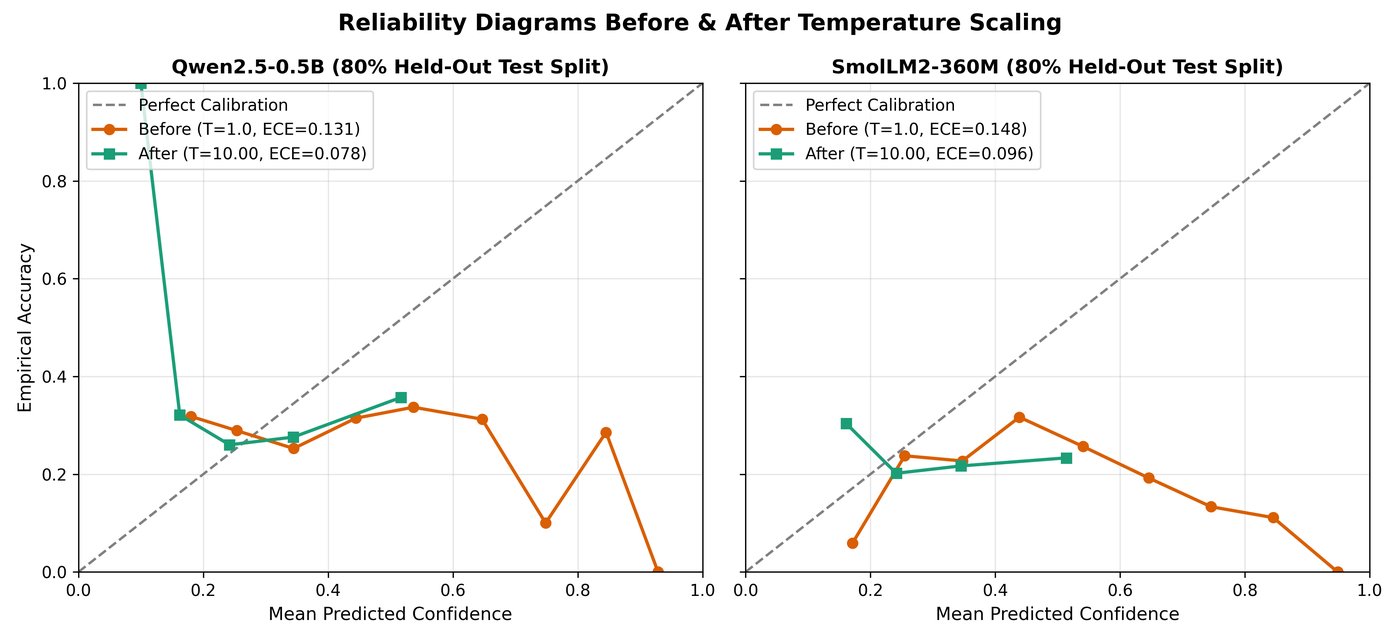 Reliability Diagrams Before & After Temperature Scaling
Qwen2.5-0.5B (80% Held-Out Test Split)
Perfect Calibration
Before (T=1.0, ECE=0.131)
After (T=10.00, ECE=0.078)
Empirical Accuracy
1.0
0.8
0.6
0.4
0.2
0.0
0.0 0.2 0.4 0.6 0.8 1.0
Mean Predicted Confidence
SmolLM2-360M (80% Held-Out Test Split)
Perfect Calibration
Before (T=1.0, ECE=0.148)
After (T=10.00, ECE=0.096)
0.0 0.2 0.4 0.6 0.8 1.0
Mean Predicted Confidence